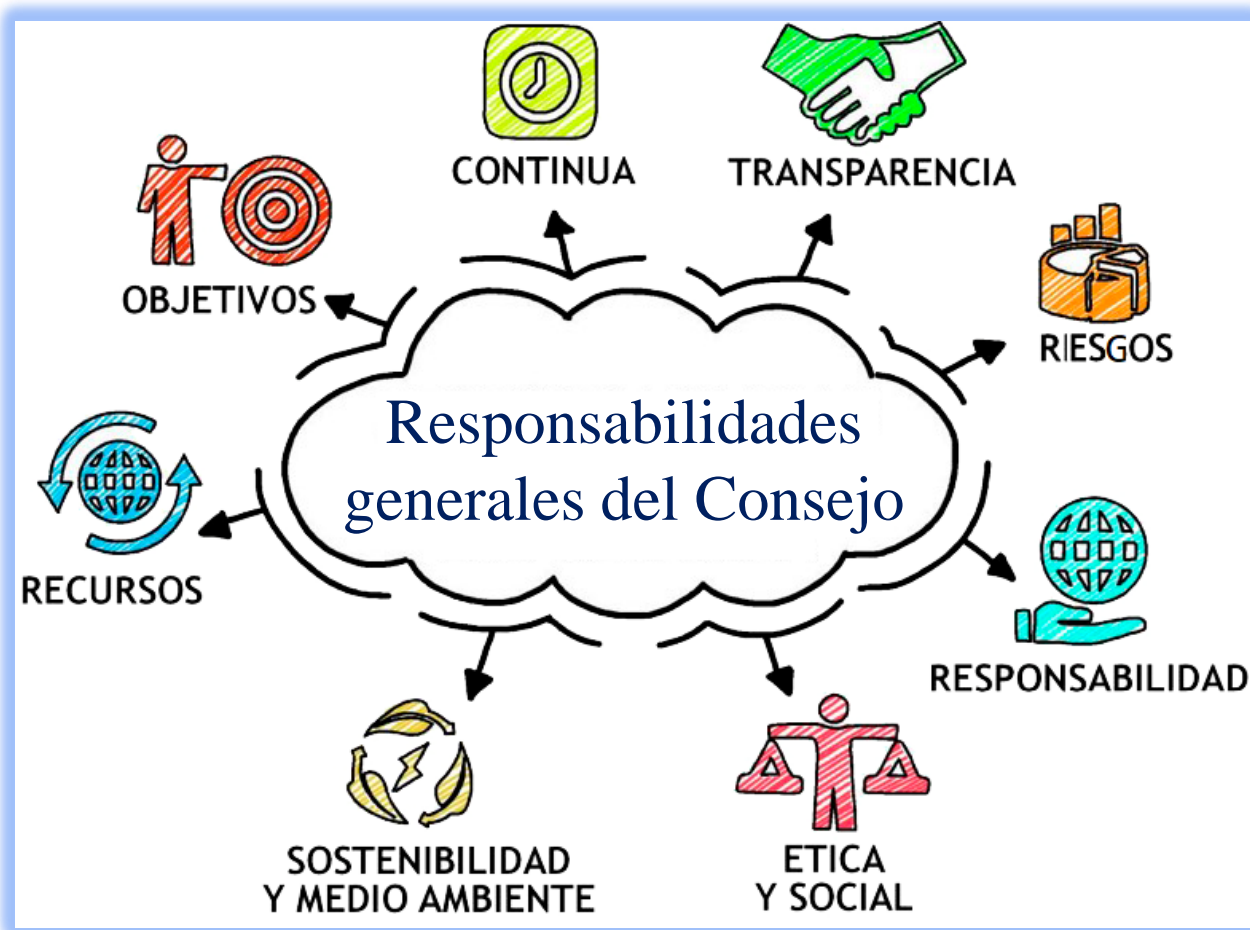 CONTINUA
TRANSPARENCIA
OBJETIVOS
RIESGOS
Responsabilidades
generales del Consejo
RECURSOS
RESPONSABILIDAD
SOSTENIBILIDAD
Y MEDIO AMBIENTE
ETICA
Y SOCIAL